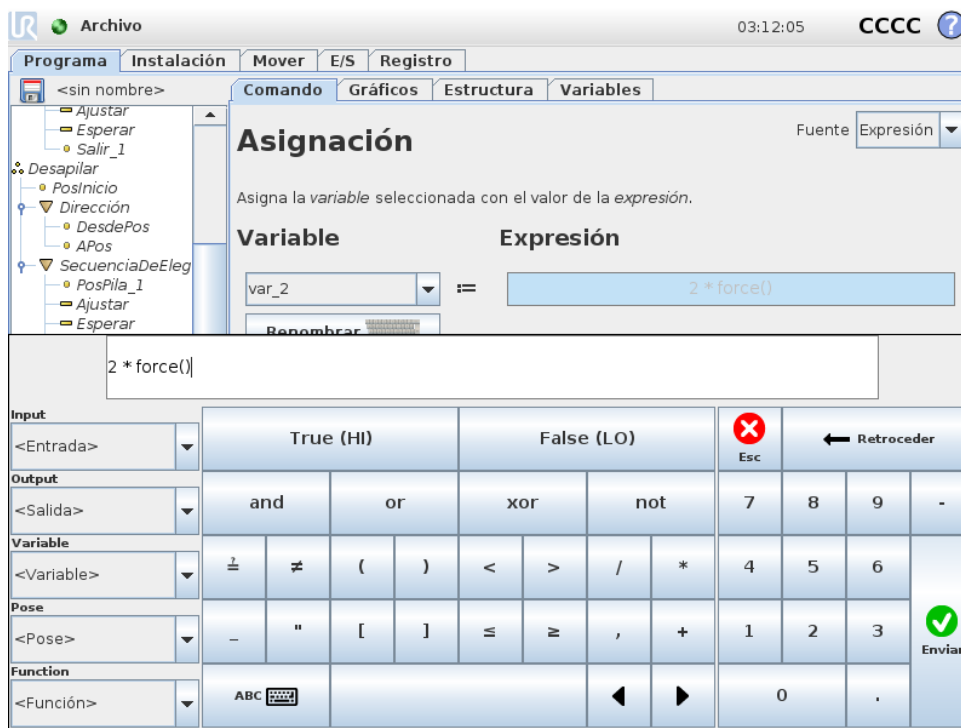 UR Archivo 03:12:05 CCCC ?
Programa Instalación Mover E/S Registro
<sin nombre> Comando Gráficos Estructura Variables
Ajustar
Esperar
Salir_1
Desapilar
PosInicio
Dirección
DesdePos
APos
SecuenciaDeEleg
PosPila_1
Ajustar
Esperar
Asignación
Fuente Expresión
Asigna la variable seleccionada con el valor de la expresión.
Variable Expresión
var_2 := 2 * force()
Renombrar
2 * force()
Input
<Entrada>
Output
<Salida>
Variable
<Variable>
Pose
<Pose>
Function
<Función>
True (HI) False (LO) Esc Retroceder
and or xor not 7 8 9 -
≟ ≠ ( ) < > / * 4 5 6
_ " [ ] ≤ ≥ , + 1 2 3 Enviar
ABC 0 .